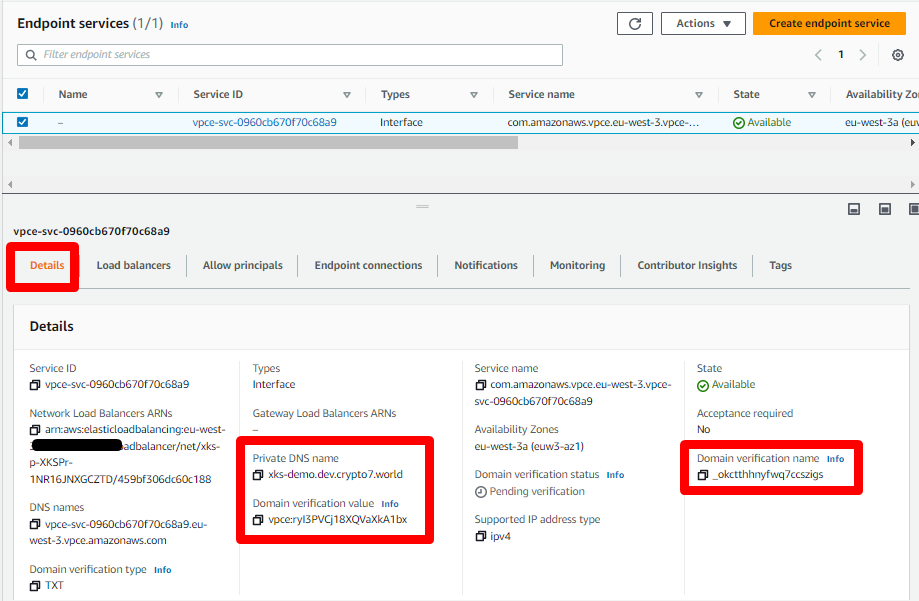 Endpoint services (1/1) Info
Actions
Create endpoint service
Filter endpoint services
1
Name
Service ID
Types
Service name
State
Availability Zo
–
vpce-svc-0960cb670f70c68a9
Interface
com.amazonaws.vpce.eu-west-3.vpce-...
Available
eu-west-3a (euw
vpce-svc-0960cb670f70c68a9
Details
Load balancers
Allow principals
Endpoint connections
Notifications
Monitoring
Contributor Insights
Tags
Details
Service ID
vpce-svc-0960cb670f70c68a9
Network Load Balancers ARNs
arn:aws:elasticloadbalancing:eu-west-
3 adbalancer/net/xks-
p-XKSPr-
1NR16JNXGCZTD/459bf306dc60c188
DNS names
vpce-svc-0960cb670f70c68a9.eu-
west-3.vpce.amazonaws.com
Domain verification type Info
TXT
Types
Interface
Gateway Load Balancers ARNs
–
Private DNS name
xks-demo.dev.crypto7.world
Domain verification value Info
vpce:ryI3PVCj18XQVaXkA1bx
Service name
com.amazonaws.vpce.eu-west-3.vpce-
svc-0960cb670f70c68a9
Availability Zones
eu-west-3a (euw3-az1)
Domain verification status Info
Pending verification
Supported IP address type
ipv4
State
Available
Acceptance required
No
Domain verification name Info
_okctthhnyfwq7ccszigs